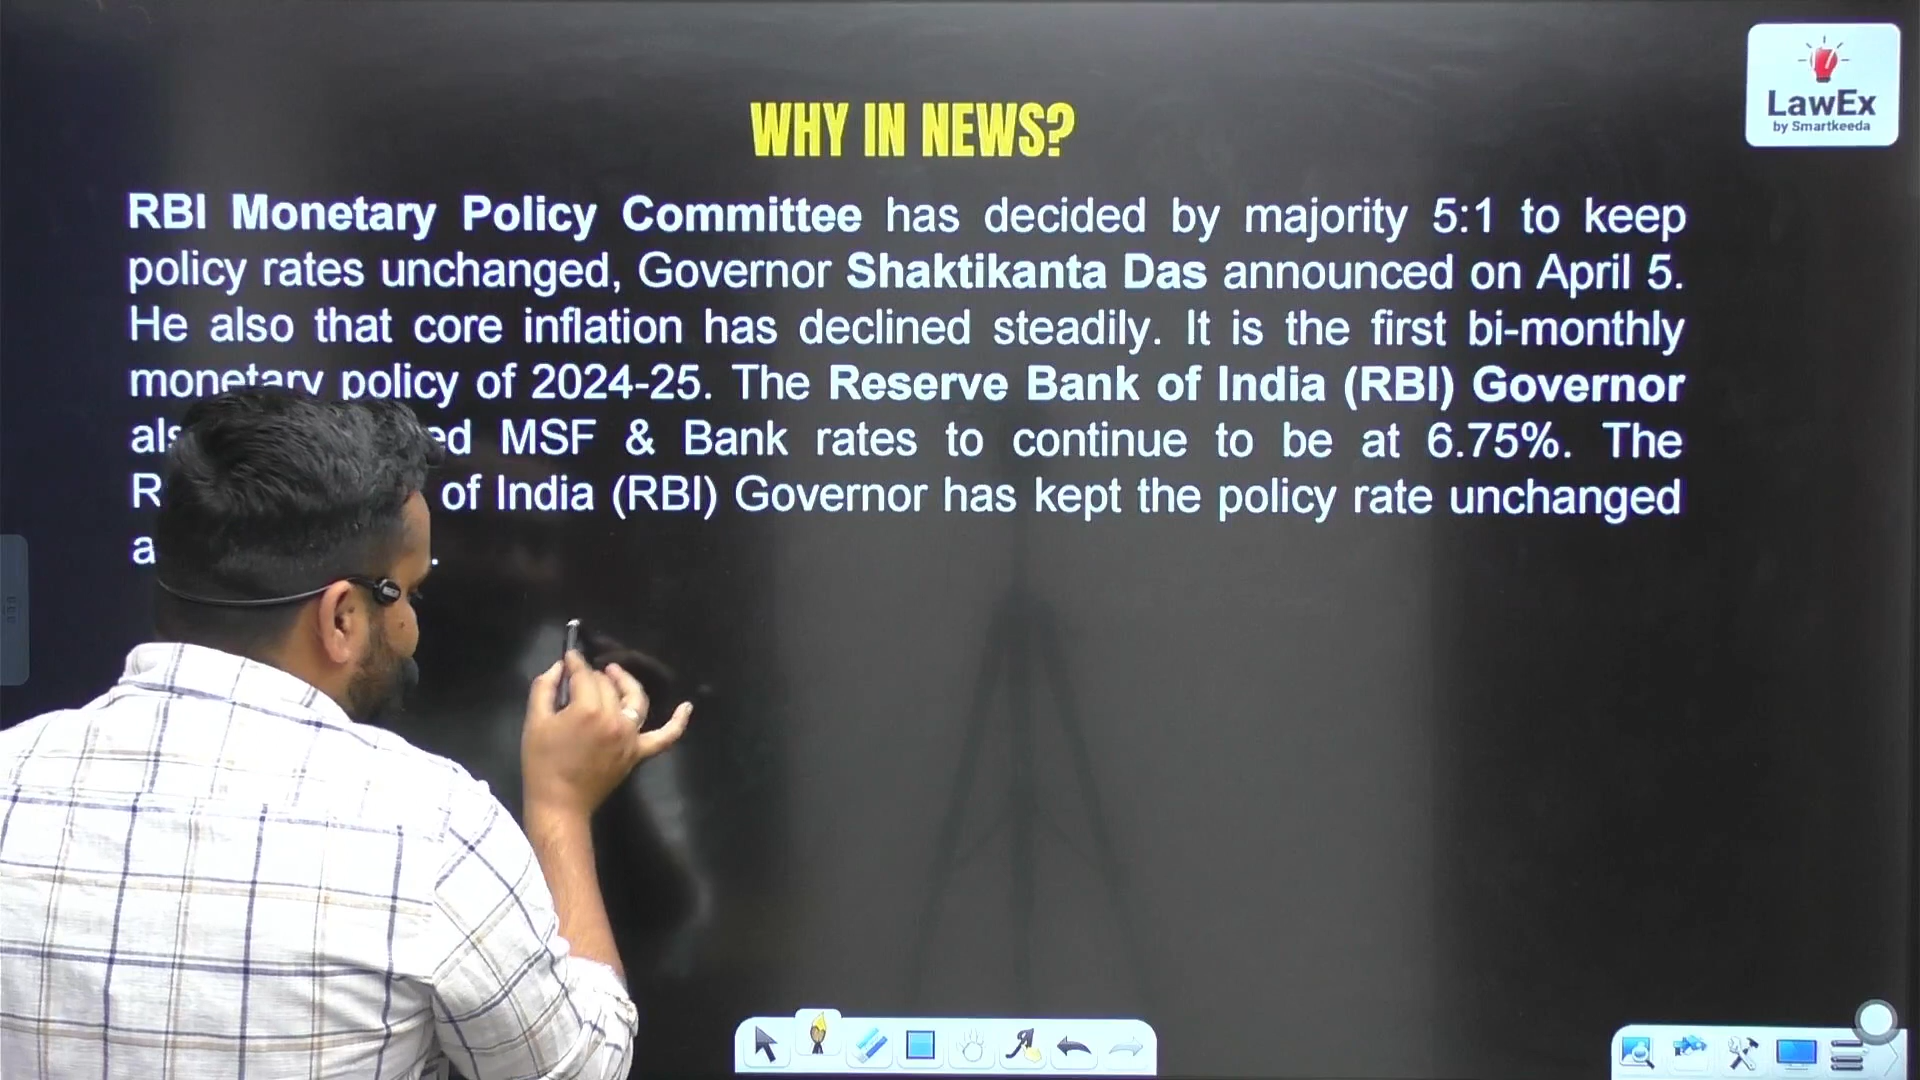 WHY IN NEWS?
LawEx
by Smartkeeda
RBI Monetary Policy Committee has decided by majority 5:1 to keep
policy rates unchanged, Governor Shaktikanta Das announced on April 5.
He also that core inflation has declined steadily. It is the first bi-monthly
monetary policy of 2024-25. The Reserve Bank of India (RBI) Governor
MSF & Bank rates to continue to be at 6.75%. The
of India (RBI) Governor has kept the policy rate unchanged